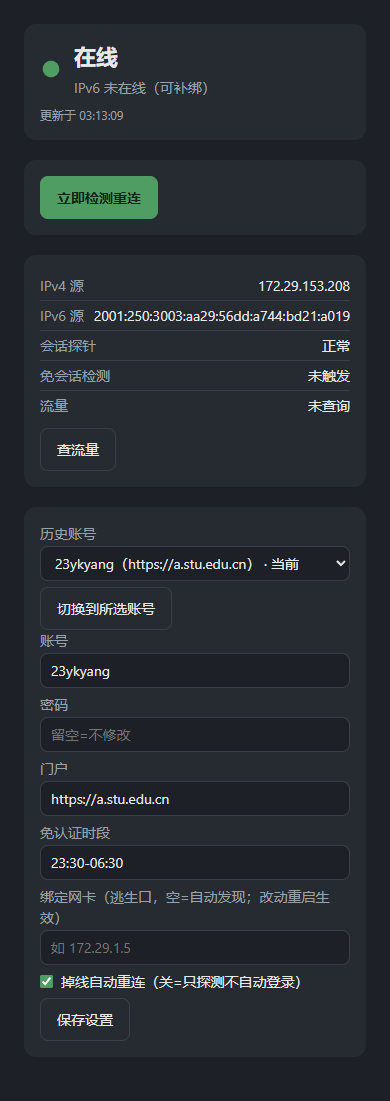 在线
IPv6 未在线（可补绑）
更新于 03:13:09
立即检测重连
IPv4 源 172.29.153.208
IPv6 源 2001:250:3003:aa29:56dd:a744:bd21:a019
会话探针 正常
免会话检测 未触发
流量 未查询
查流量
历史账号
23ykyang（https://a.stu.edu.cn）· 当前
切换到所选账号
账号
23ykyang
密码
留空=不修改
门户
https://a.stu.edu.cn
免认证时段
23:30-06:30
绑定网卡（逃生口，空=自动发现；改动重启生
效）
如 172.29.1.5
掉线自动重连（关=只探测不自动登录）
保存设置